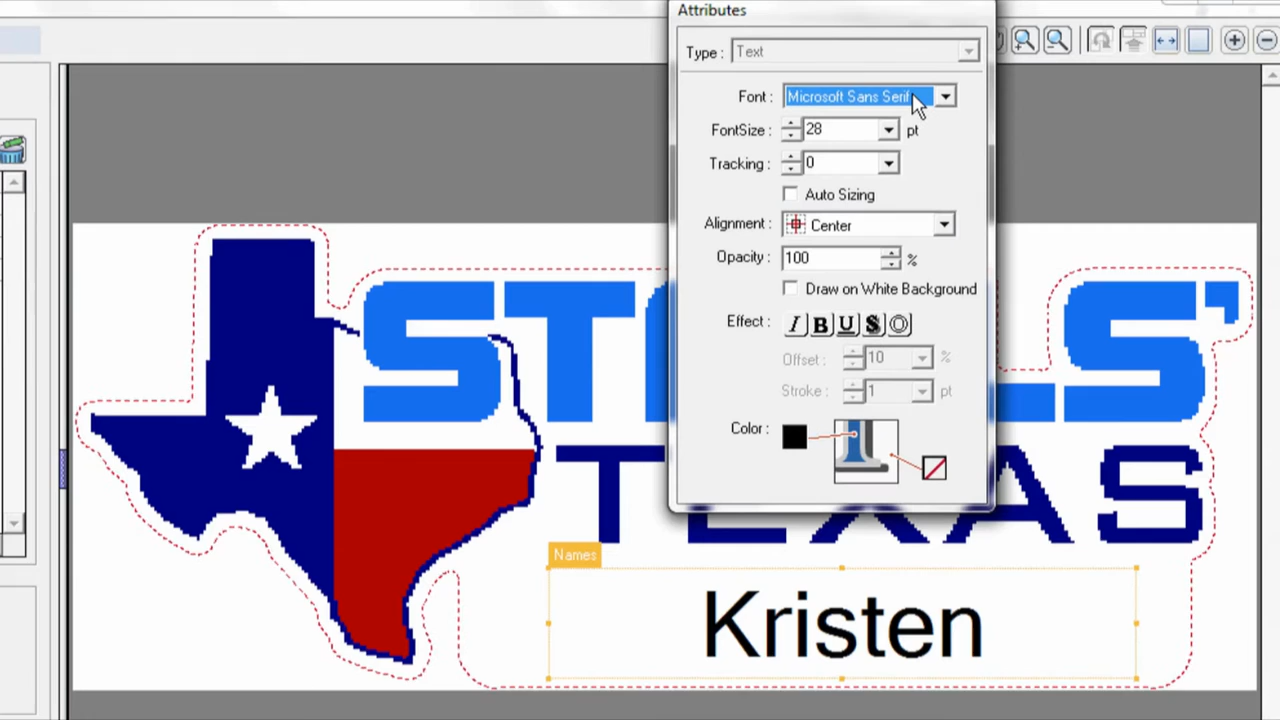 Attributes
Type : Text
Font : Microsoft Sans Serif
FontSize : 28 pt
Tracking : 0
Auto Sizing
Alignment : Center
Opacity : 100 %
Draw on White Background
Effect : I B U S O
Offset : 10 %
Stroke : 1 pt
Color :
TEXAS
Names
Kristen